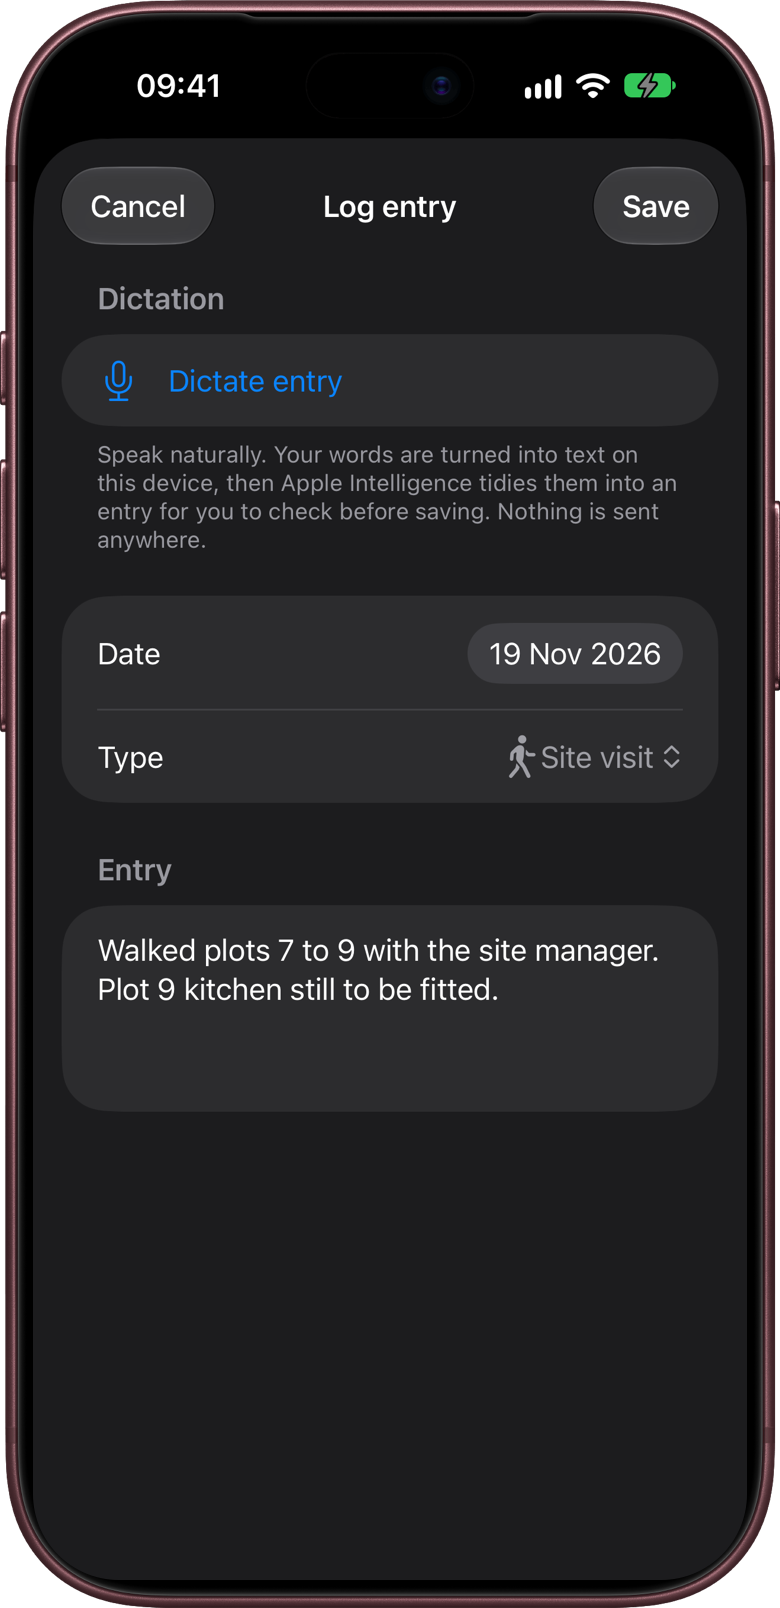 09:41
Cancel
Log entry
Save
Dictation
Dictate entry
Speak naturally. Your words are turned into text on
this device, then Apple Intelligence tidies them into an
entry for you to check before saving. Nothing is sent
anywhere.
Date
19 Nov 2026
Type
Site visit
Entry
Walked plots 7 to 9 with the site manager.
Plot 9 kitchen still to be fitted.